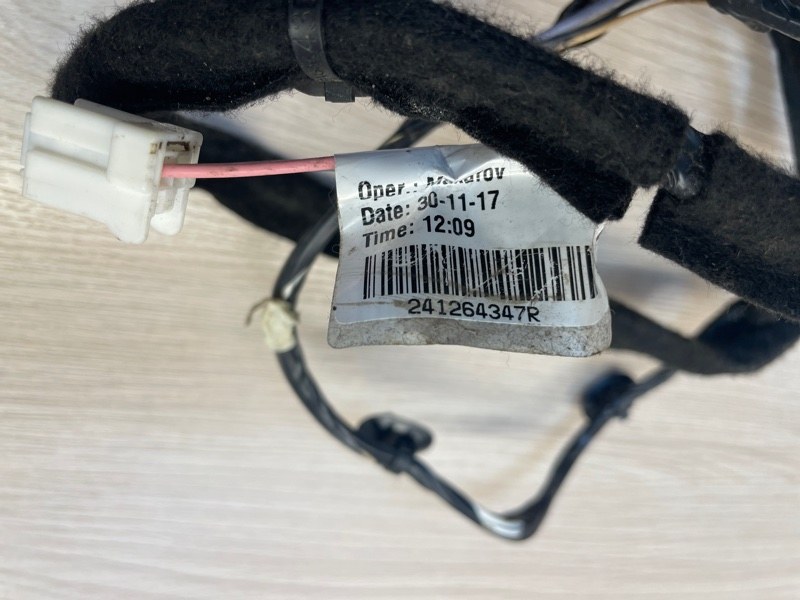 Oper.:
Date: 30-11-17
Time: 12:09
241264347R